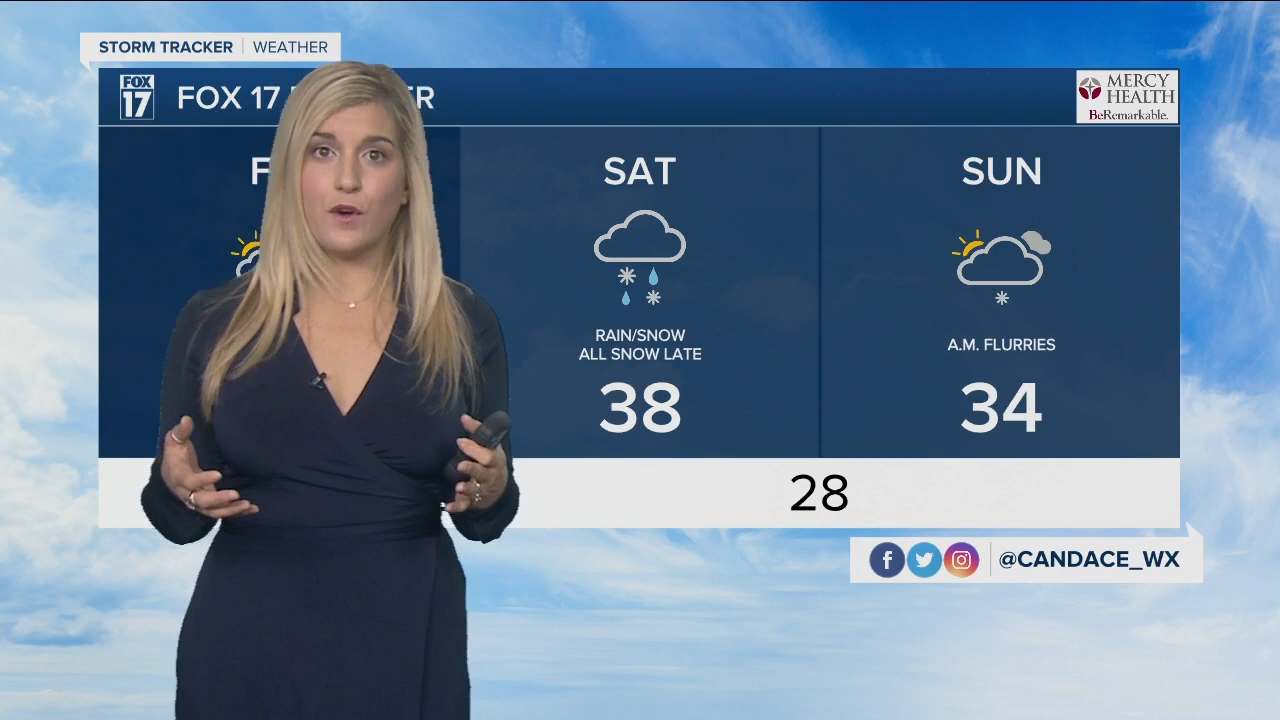 STORM TRACKER | WEATHER
FOX
17
FOX 17
MERCY
HEALTH
BeRemarkable.
SAT
SUN
RAIN/SNOW
ALL SNOW LATE
A.M. FLURRIES
38
34
28
@CANDACE_WX